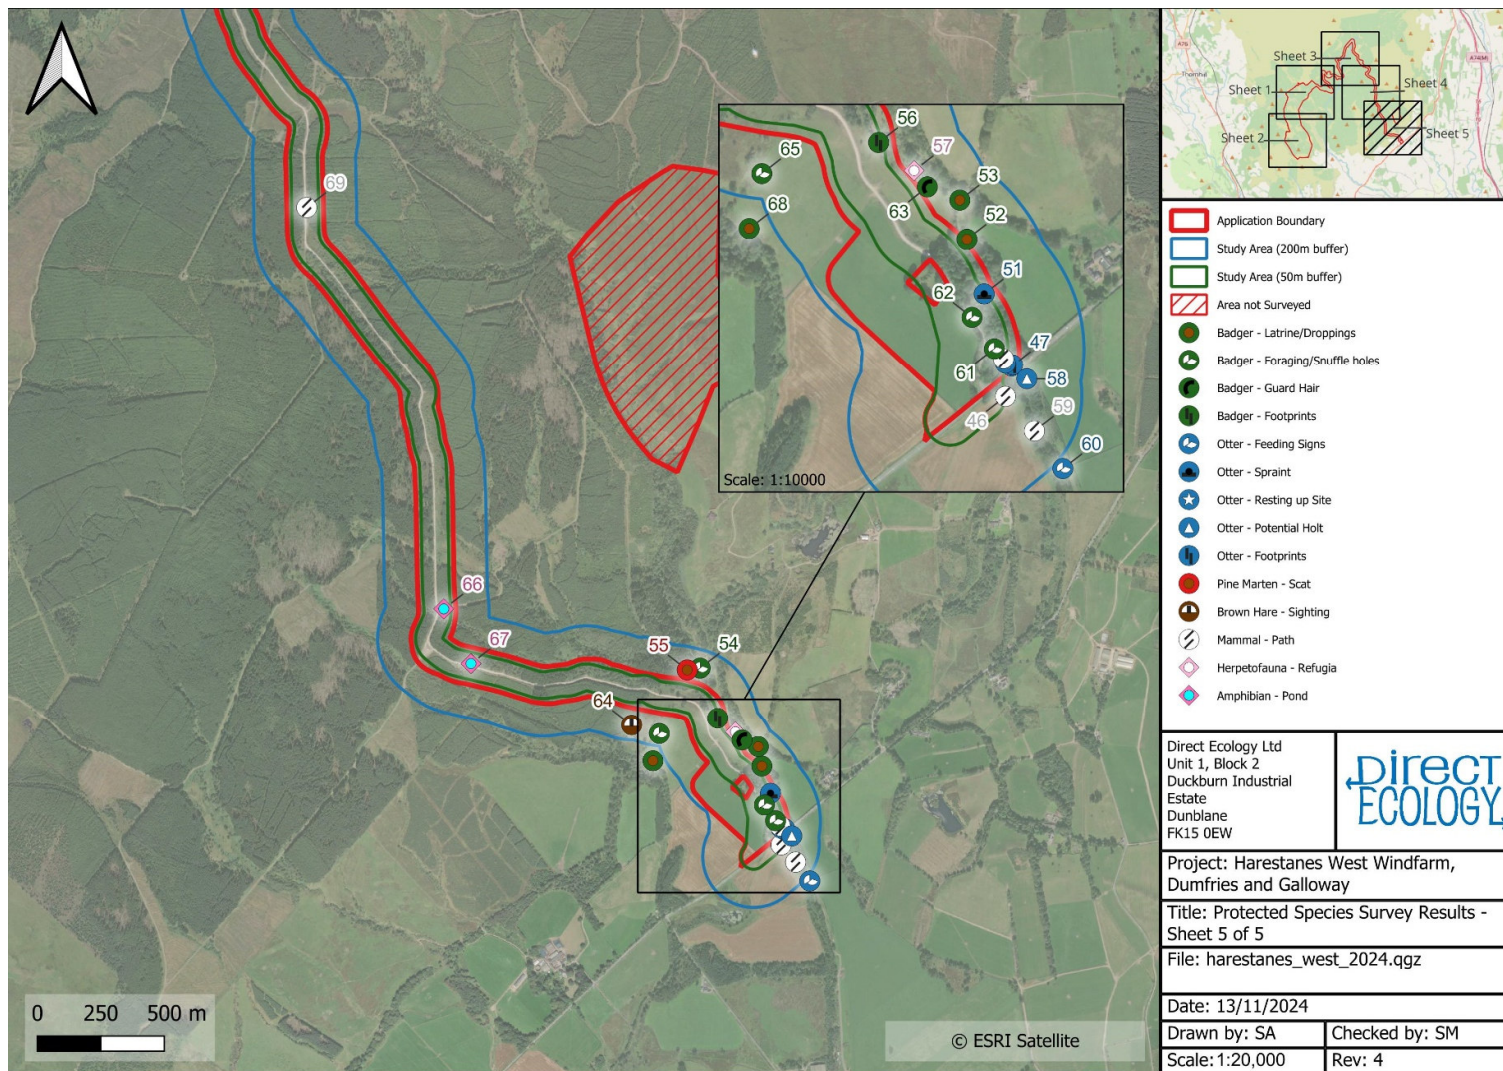 69
66
67
55
54
64
0 250 500 m
© ESRI Satellite
56
57
65
53
63
68
52
51
62
47
61
58
46
59
60
Scale: 1:10000
A76
Thornhill
A74(M)
Sheet 3
Sheet 1
Sheet 4
Sheet 2
Sheet 5
Application Boundary
Study Area (200m buffer)
Study Area (50m buffer)
Area not Surveyed
Badger - Latrine/Droppings
Badger - Foraging/Snuffle holes
Badger - Guard Hair
Badger - Footprints
Otter - Feeding Signs
Otter - Spraint
Otter - Resting up Site
Otter - Potential Holt
Otter - Footprints
Pine Marten - Scat
Brown Hare - Sighting
Mammal - Path
Herpetofauna - Refugia
Amphibian - Pond
Direct Ecology Ltd
Unit 1, Block 2
Duckburn Industrial
Estate
Dunblane
FK15 0EW
Direct
ECOLOGY
Project: Harestanes West Windfarm,
Dumfries and Galloway
Title: Protected Species Survey Results -
Sheet 5 of 5
File: harestanes_west_2024.qgz
Date: 13/11/2024
Drawn by: SA
Checked by: SM
Scale:1:20,000
Rev: 4